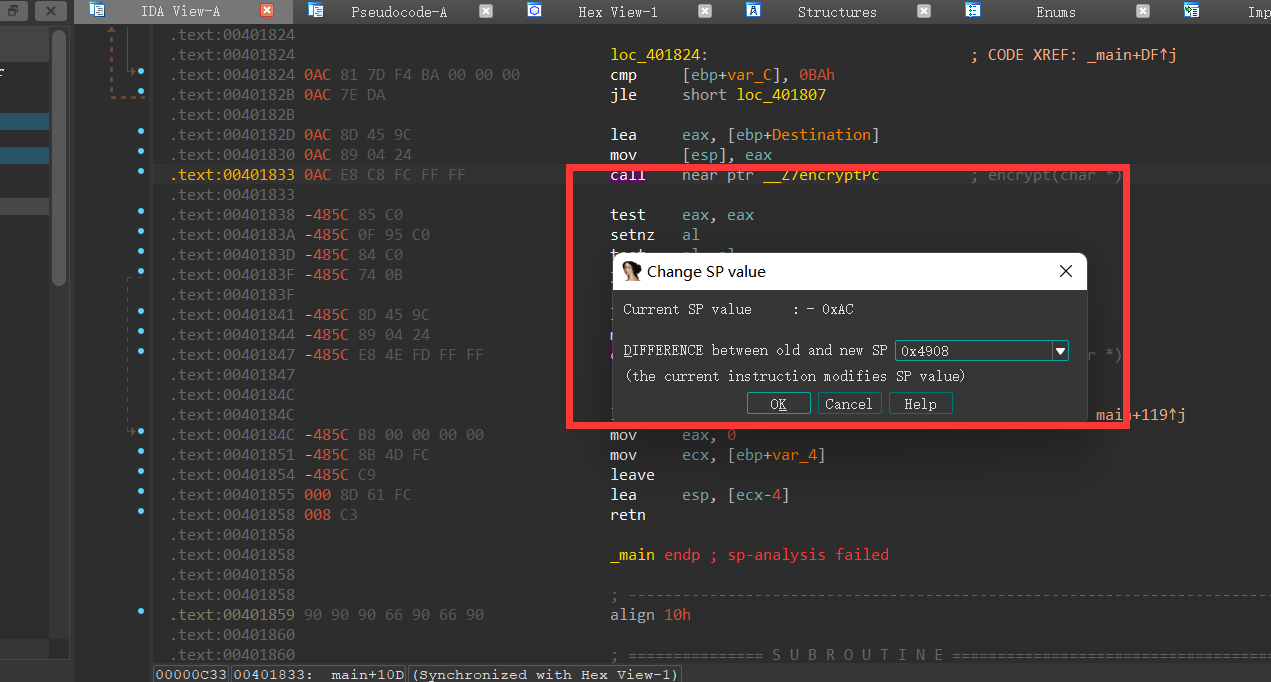 IDA View-A Pseudocode-A Hex View-1 Structures Enums Imp
.text:00401824
.text:00401824 loc_401824: ; CODE XREF: _main+DF↑j
.text:00401824 0AC 81 7D F4 BA 00 00 00 cmp [ebp+var_C], 0BAh
.text:0040182B 0AC 7E DA jle short loc_401807
.text:0040182B
.text:0040182D 0AC 8D 45 9C lea eax, [ebp+Destination]
.text:00401830 0AC 89 04 24 mov [esp], eax
.text:00401833 0AC E8 C8 FC FF FF call near ptr __Z7encryptPc ; encrypt(char *)
.text:00401833
.text:00401838 -485C 85 C0 test eax, eax
.text:0040183A -485C 0F 95 C0 setnz al
.text:0040183D -485C 84 C0
.text:0040183F -485C 74 0B
.text:0040183F
.text:00401841 -485C 8D 45 9C
.text:00401844 -485C 89 04 24
.text:00401847 -485C E8 4E FD FF FF r *)
.text:00401847
.text:0040184C
.text:0040184C main+119↑j
.text:0040184C -485C B8 00 00 00 00 mov eax, 0
.text:00401851 -485C 8B 4D FC mov ecx, [ebp+var_4]
.text:00401854 -485C C9 leave
.text:00401855 000 8D 61 FC lea esp, [ecx-4]
.text:00401858 008 C3 retn
.text:00401858
.text:00401858 _main endp ; sp-analysis failed
.text:00401858
.text:00401858 ; ---------------------------------------------------------------------------
.text:00401859 90 90 90 66 90 66 90 align 10h
.text:00401860
.text:00401860 ; =============== S U B R O U T I N E =======================================
00000C33 00401833: _main+10D (Synchronized with Hex View-1)
Change SP value
Current SP value : - 0xAC
DIFFERENCE between old and new SP 0x4908
(the current instruction modifies SP value)
OK Cancel Help